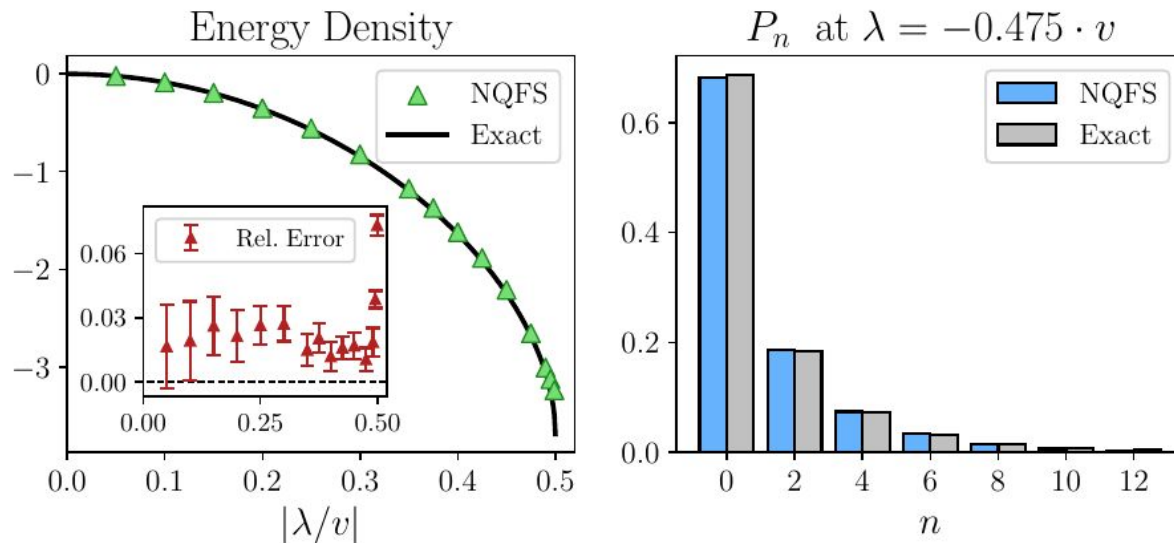 Energy Density
0
−1
−2
−3
NQFS
Exact
Rel. Error
0.06
0.03
0.00
0.00 0.25 0.50
0.0 0.1 0.2 0.3 0.4 0.5
|λ/v|
P_n at λ = −0.475 · v
0.6
0.4
0.2
0.0
NQFS
Exact
0 2 4 6 8 10 12
n